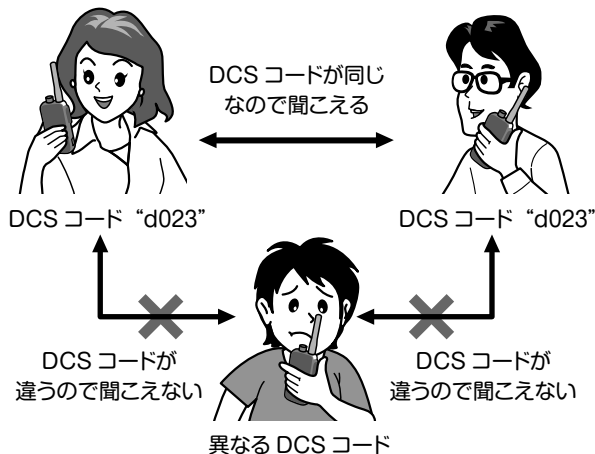 DCS コードが同じ
なので聞こえる
DCS コード “d023”
DCS コード “d023”
DCS コードが
違うので聞こえない
DCS コードが
違うので聞こえない
異なる DCS コード